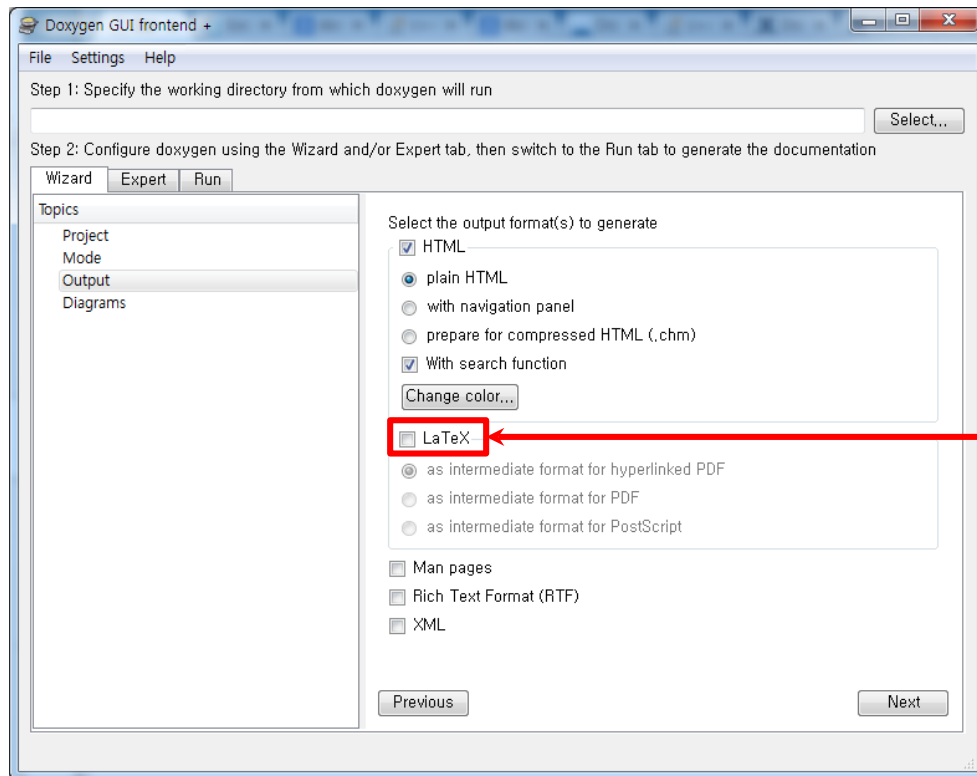 Doxygen GUI frontend +
File Settings Help
Step 1: Specify the working directory from which doxygen will run
Select...
Step 2: Configure doxygen using the Wizard and/or Expert tab, then switch to the Run tab to generate the documentation
Wizard Expert Run
Topics
Project
Mode
Output
Diagrams
Select the output format(s) to generate
HTML
plain HTML
with navigation panel
prepare for compressed HTML (.chm)
With search function
Change color...
LaTeX
as intermediate format for hyperlinked PDF
as intermediate format for PDF
as intermediate format for PostScript
Man pages
Rich Text Format (RTF)
XML
Previous Next